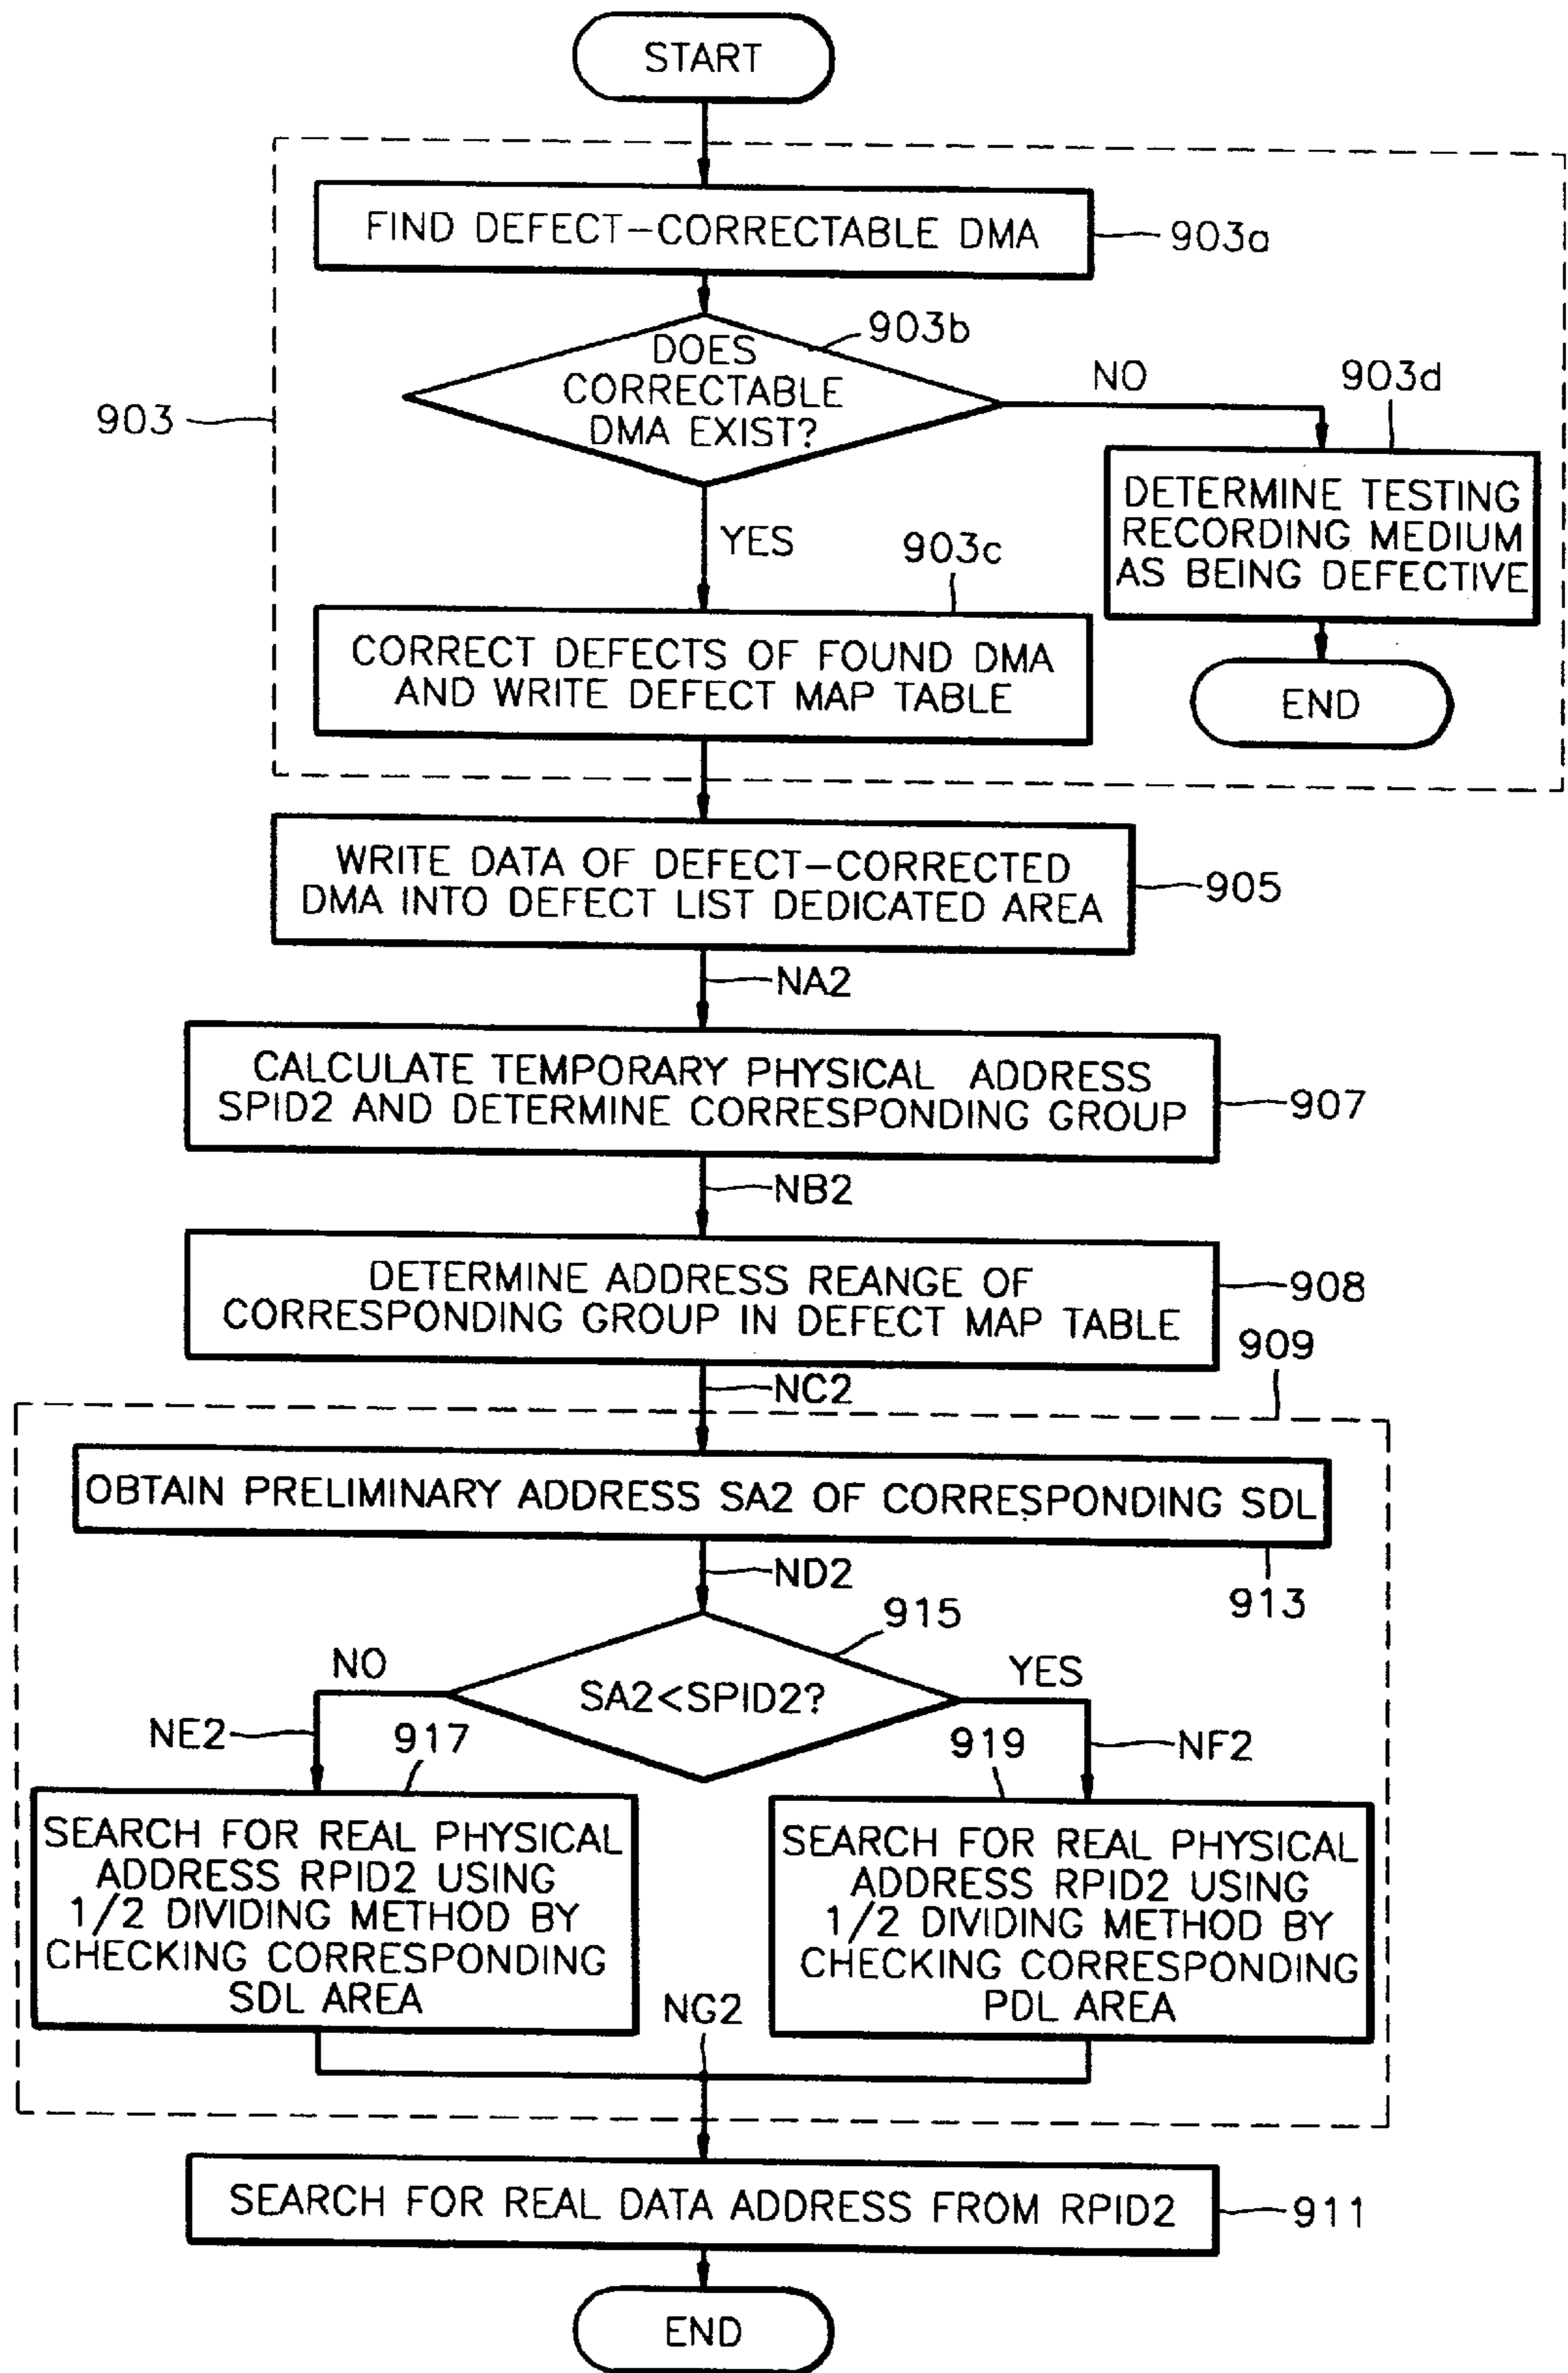 START
FIND DEFECT-CORRECTABLE DMA
903a
903b
DOES
CORRECTABLE
DMA EXIST?
NO
903d
903
DETERMINE TESTING
RECORDING MEDIUM
AS BEING DEFECTIVE
YES
903c
CORRECT DEFECTS OF FOUND DMA
AND WRITE DEFECT MAP TABLE
END
WRITE DATA OF DEFECT-CORRECTED
DMA INTO DEFECT LIST DEDICATED AREA
905
NA2
CALCULATE TEMPORARY PHYSICAL ADDRESS
SPID2 AND DETERMINE CORRESPONDING GROUP
907
NB2
DETERMINE ADDRESS REANGE OF
CORRESPONDING GROUP IN DEFECT MAP TABLE
908
909
NC2
OBTAIN PRELIMINARY ADDRESS SA2 OF CORRESPONDING SDL
913
ND2
915
SA2<SPID2?
NO
YES
NE2
917
919
NF2
SEARCH FOR REAL PHYSICAL
ADDRESS RPID2 USING
1/2 DIVIDING METHOD BY
CHECKING CORRESPONDING
SDL AREA
SEARCH FOR REAL PHYSICAL
ADDRESS RPID2 USING
1/2 DIVIDING METHOD BY
CHECKING CORRESPONDING
PDL AREA
NG2
SEARCH FOR REAL DATA ADDRESS FROM RPID2
911
END